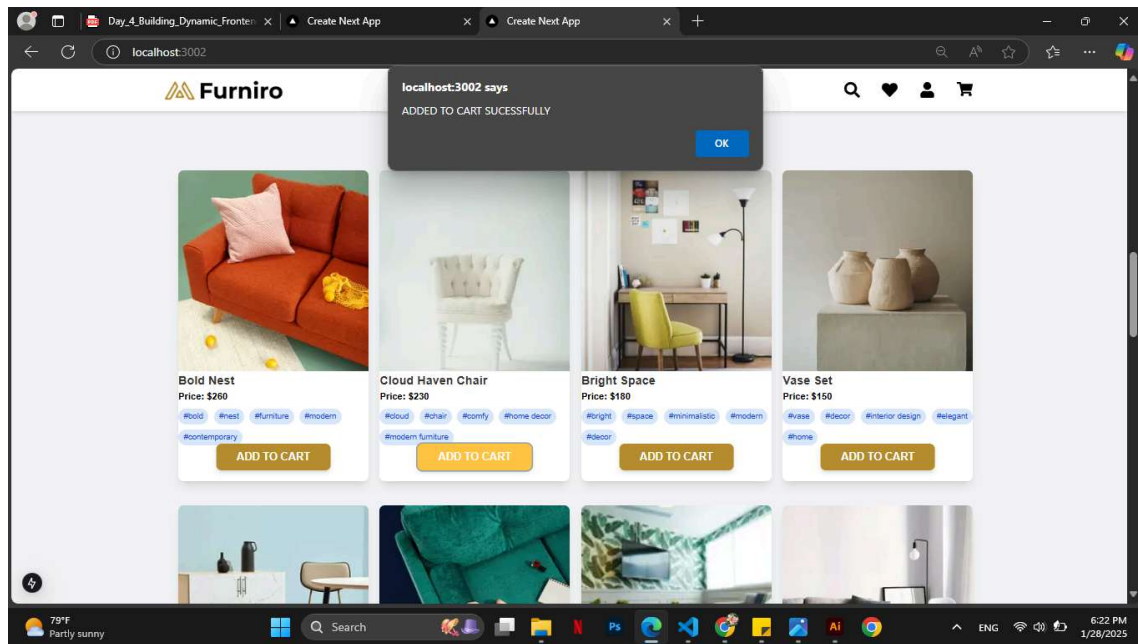 Day_4_Building_Dynamic_Fronten
Create Next App
Create Next App
localhost:3002
Furniro
localhost:3002 says
ADDED TO CART SUCESSFULLY
OK
Bold Nest
Price: $260
#bold #nest #furniture #modern
#contemporary
ADD TO CART
Cloud Haven Chair
Price: $230
#cloud #chair #comfy #home decor
#modern furniture
ADD TO CART
Bright Space
Price: $180
#bright #space #minimalistic #modern
#decor
ADD TO CART
Vase Set
Price: $150
#vase #decor #interior design #elegant
#home
ADD TO CART
79°F
Partly sunny
Search
Ps
Ai
ENG
6:22 PM
1/28/2025